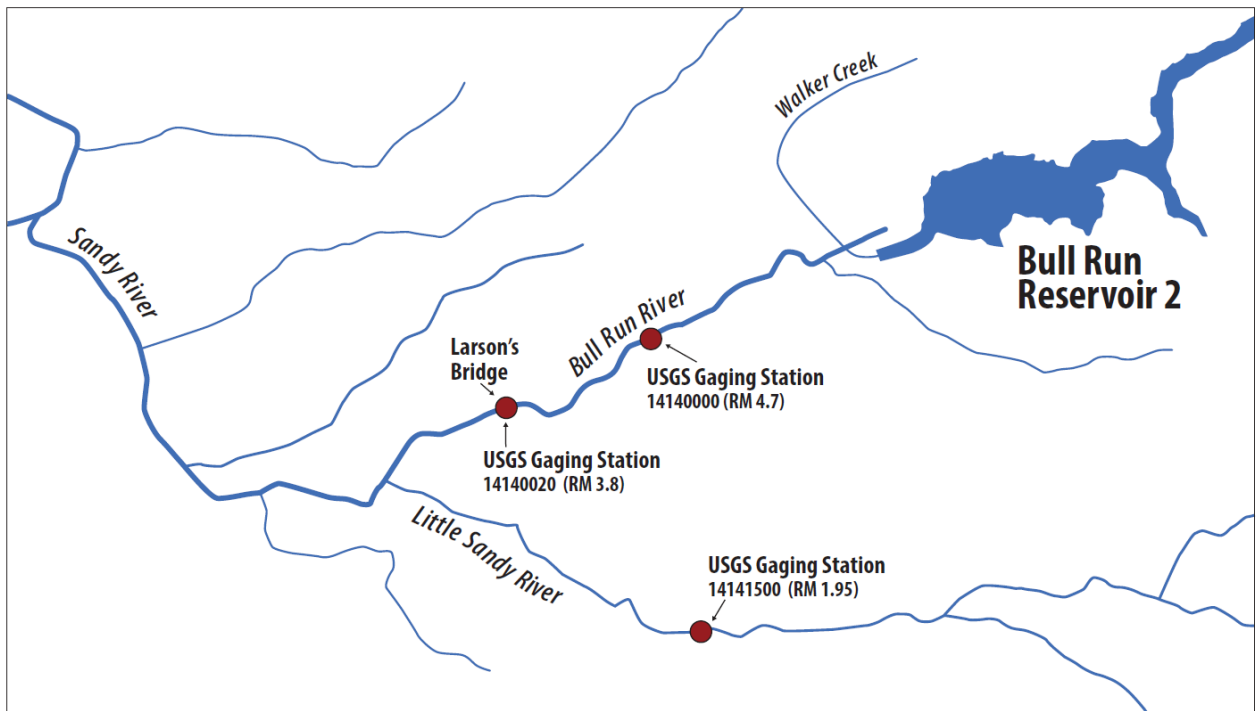 Walker Creek
Bull Run
Reservoir 2
Sandy River
Bull Run River
Larson's
Bridge
USGS Gaging Station
14140000 (RM 4.7)
USGS Gaging Station
14140020 (RM 3.8)
Little Sandy River
USGS Gaging Station
14141500 (RM 1.95)